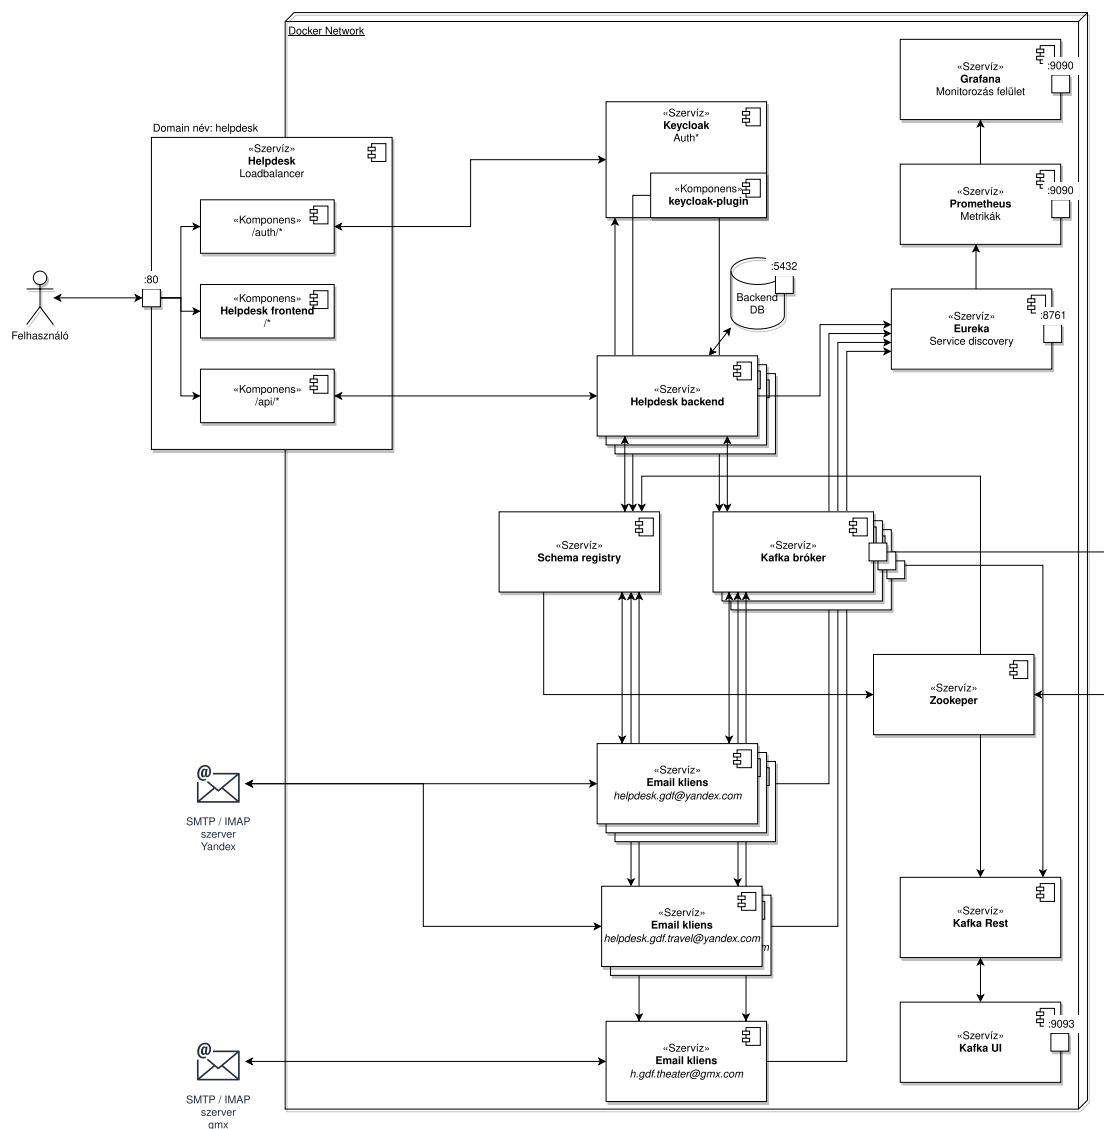 Docker Network
«Szervíz»
Grafana
Monitorozás felület
:9090
«Szervíz»
Keycloak
Auth*
«Komponens»
keycloak-plugin
Domain név: helpdesk
«Szervíz»
Helpdesk
Loadbalancer
«Szervíz»
Prometheus
Metrikák
:9090
«Komponens»
/auth/*
:80
Felhasználó
«Komponens»
Helpdesk frontend
/*
:5432
Backend
DB
«Szervíz»
Eureka
Service discovery
:8761
«Komponens»
/api/*
«Szervíz»
Helpdesk backend
«Szervíz»
Schema registry
«Szervíz»
Kafka bróker
«Szervíz»
Zookeper
«Szervíz»
Email kliens
helpdesk.gdf@yandex.com
@
SMTP / IMAP
szerver
Yandex
«Szervíz»
Email kliens
helpdesk.gdf.travel@yandex.com
m
«Szervíz»
Kafka Rest
«Szervíz»
Email kliens
h.gdf.theater@gmx.com
«Szervíz»
Kafka UI
:9093
@
SMTP / IMAP
szerver
gmx